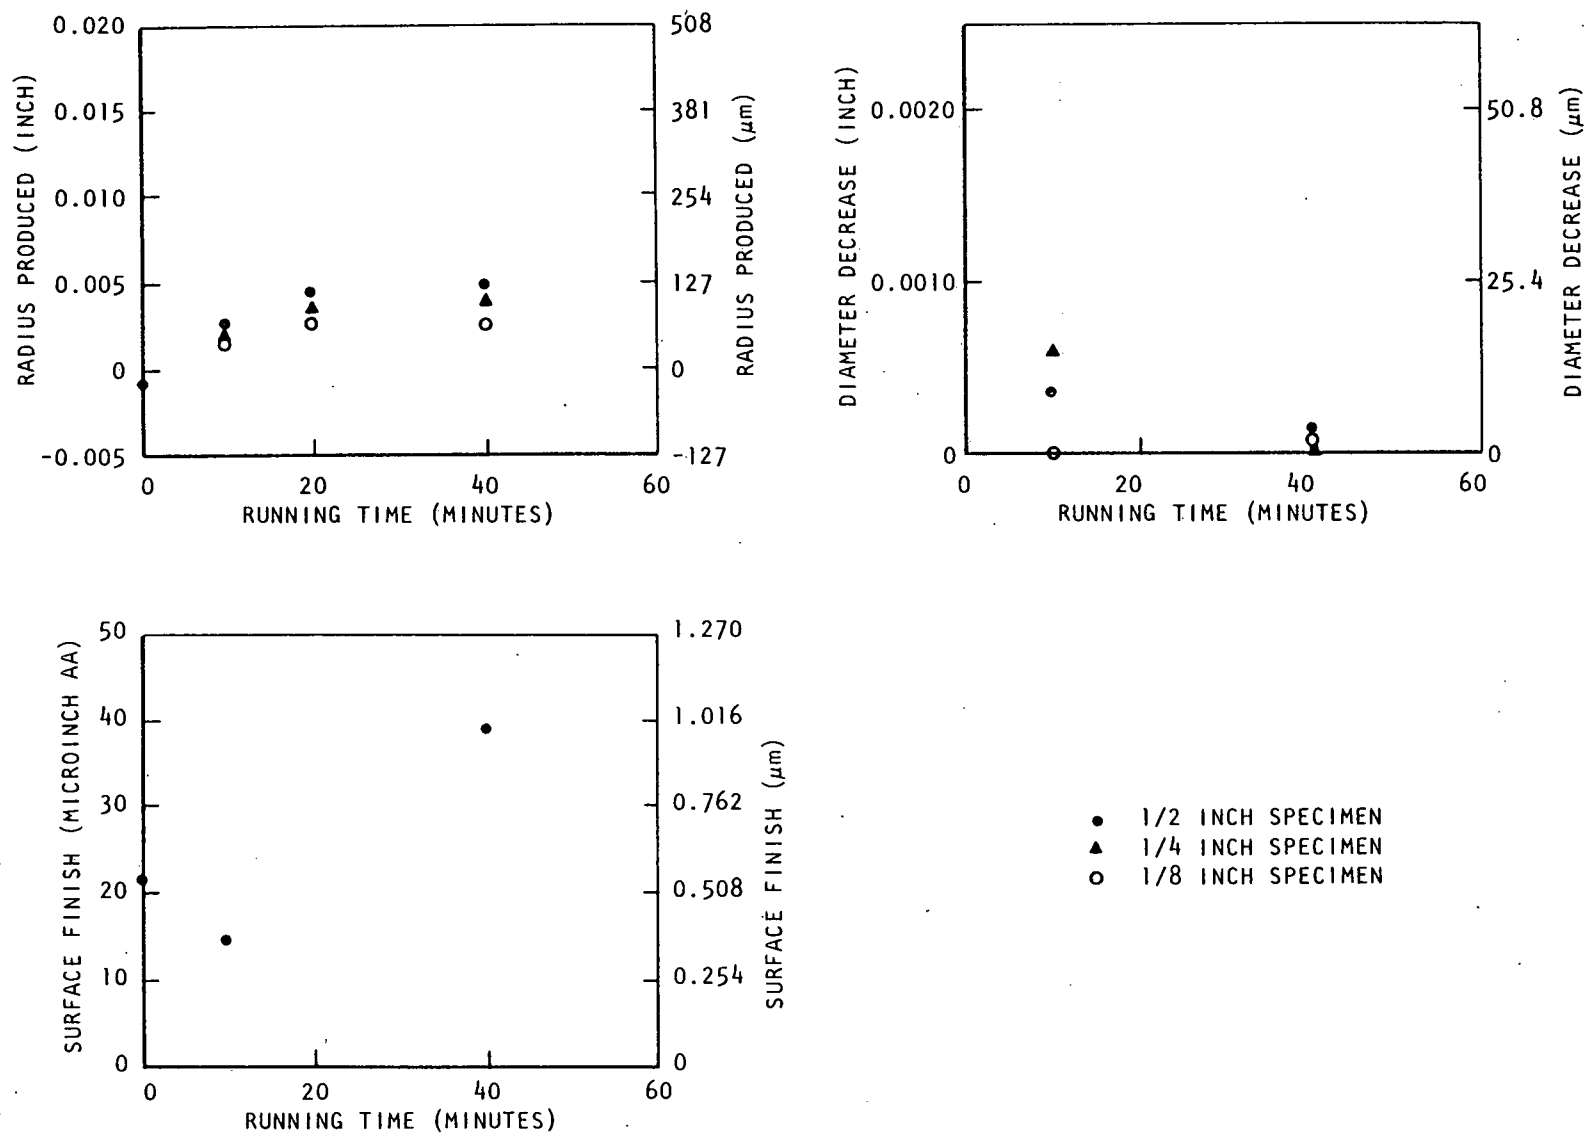 0.020
0.015
0.010
0.005
0
-0.005
RADIUS PRODUCED (INCH)
508
381
254
127
0
-127
RADIUS PRODUCED (μm)
0 20 40 60
RUNNING TIME (MINUTES)
0.0020
0.0010
0
DIAMETER DECREASE (INCH)
50.8
25.4
0
DIAMETER DECREASE (μm)
0 20 40 60
RUNNING TIME (MINUTES)
50
40
30
20
10
0
SURFACE FINISH (MICROINCH AA)
1.270
1.016
0.762
0.508
0.254
0
SURFACE FINISH (μm)
0 20 40 60
RUNNING TIME (MINUTES)
1/2 INCH SPECIMEN
1/4 INCH SPECIMEN
1/8 INCH SPECIMEN